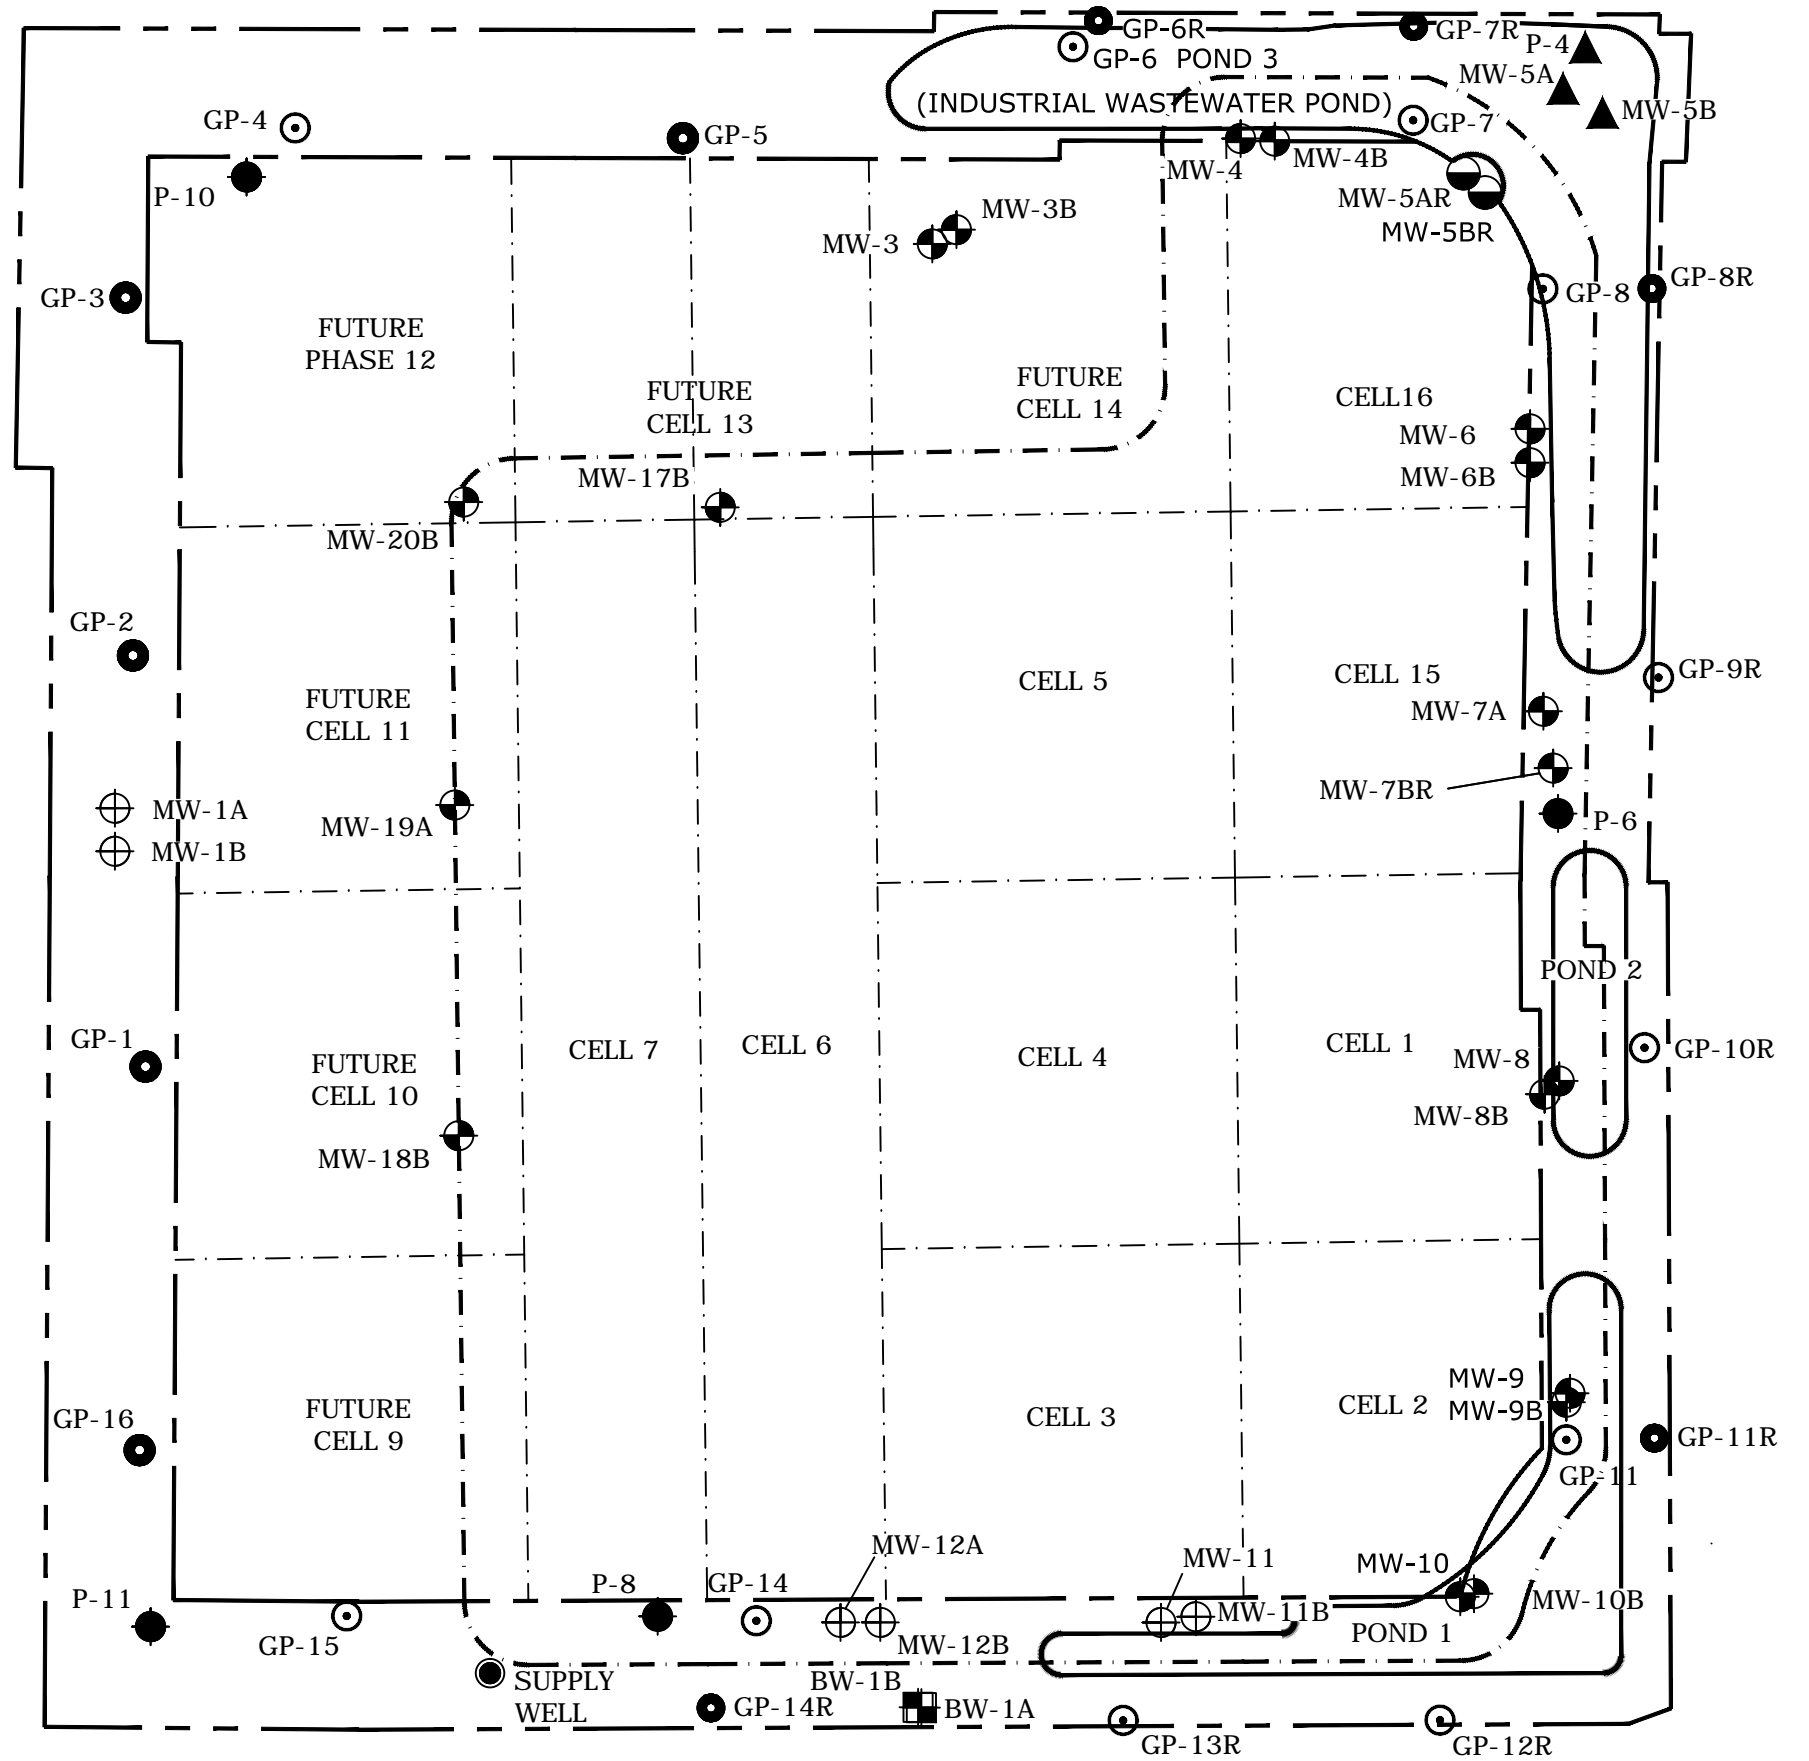 GP-6R
GP-7R
P-4
GP-6 POND 3
MW-5A
(INDUSTRIAL WASTEWATER POND)
MW-5B
GP-4
GP-5
GP-7
MW-4
MW-4B
P-10
MW-5AR
MW-3B
MW-5BR
MW-3
GP-3
GP-8
GP-8R
FUTURE
PHASE 12
FUTURE
CELL 13
FUTURE
CELL 14
CELL16
MW-6
MW-6B
MW-17B
MW-20B
GP-2
CELL 5
CELL 15
GP-9R
FUTURE
CELL 11
MW-7A
MW-7BR
MW-1A
MW-19A
P-6
MW-1B
POND 2
GP-1
FUTURE
CELL 10
CELL 7
CELL 6
CELL 4
CELL 1
MW-8
GP-10R
MW-8B
MW-18B
GP-16
FUTURE
CELL 9
CELL 3
CELL 2
MW-9
MW-9B
GP-11R
GP-11
MW-12A
MW-11
MW-10
P-11
P-8
GP-14
MW-10B
GP-15
MW-11B
MW-12B
POND 1
SUPPLY
WELL
BW-1B
GP-14R
BW-1A
GP-13R
GP-12R